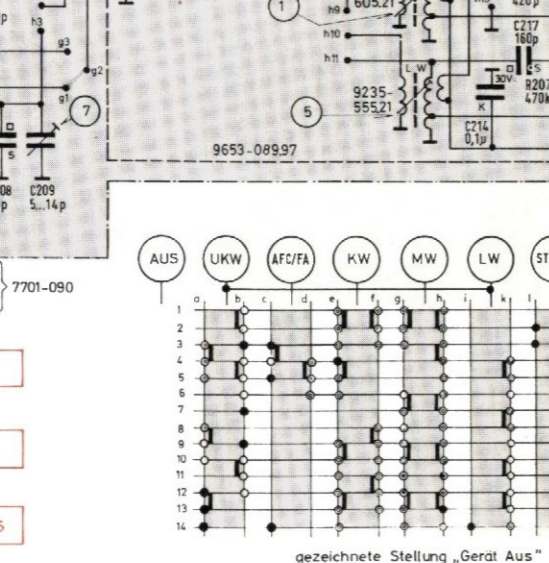 p
h3
g3
g2
g1
7
S
08
p
C209
5...14p
h9
1
605.21
h10
h11
L W
9235-
555,21
5
420p
C217
160p
30V-
S
K
R207
470k
C214
0,1µ
9653-089.97
7701-090
AUS
UKW
AFC/FA
KW
MW
LW
ST
a b c d e f g h i k l
1
2
3
4
5
6
7
8
9
10
11
12
13
14
S
gezeichnete Stellung „Gerät Aus"